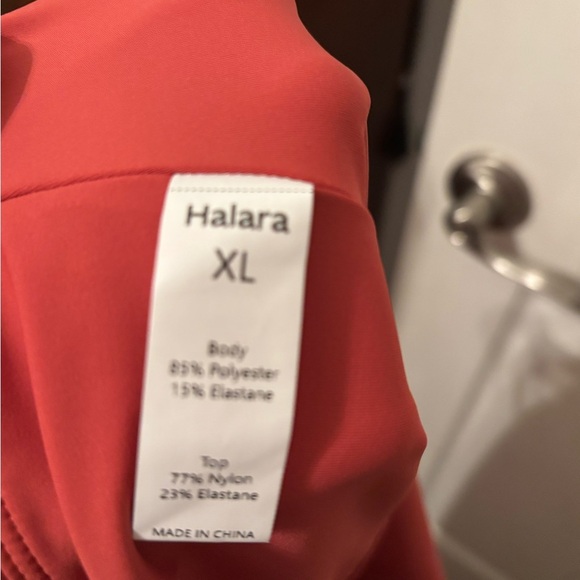 Halara
XL
Body
85% Polyester
15% Elastane
Top
77% Nylon
23% Elastane
MADE IN CHINA